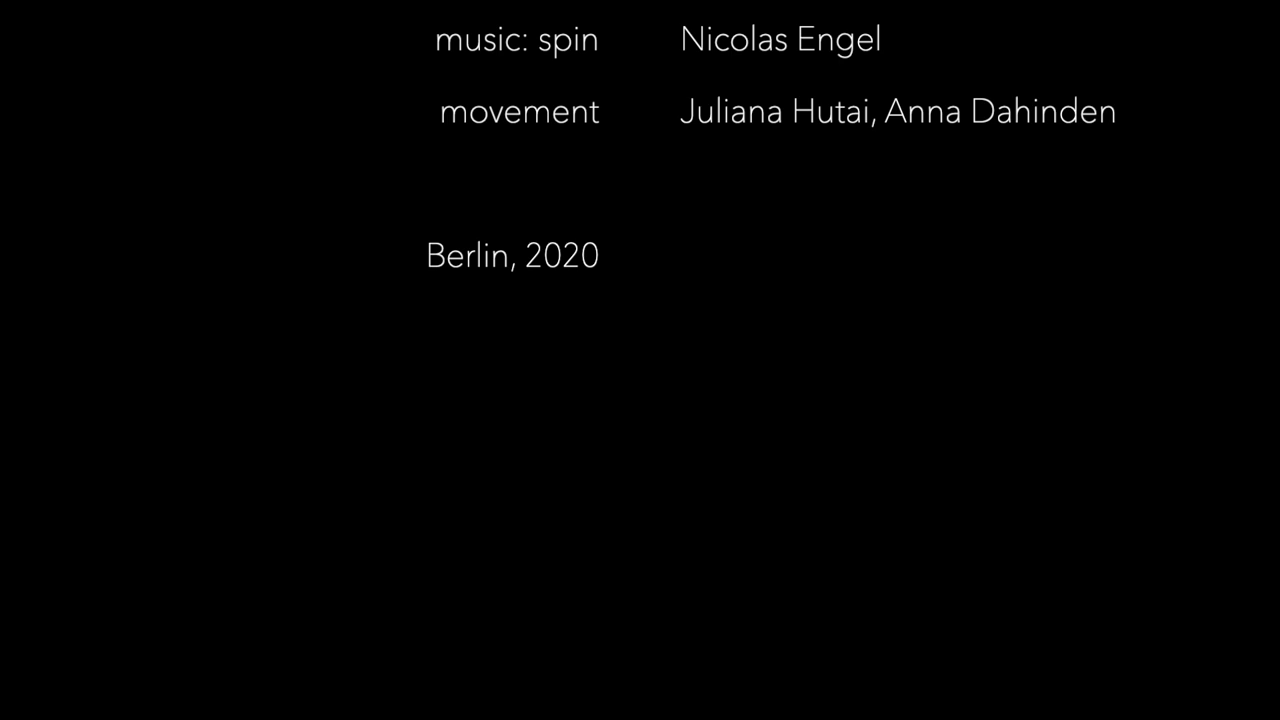 music: spin Nicolas Engel
movement Juliana Hutai, Anna Dahinden
Berlin, 2020